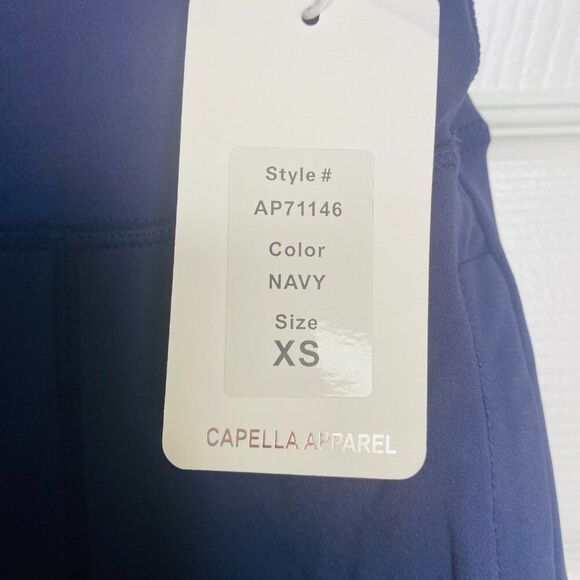 Style #
AP71146
Color
NAVY
Size
XS
CAPELLA APPAREL